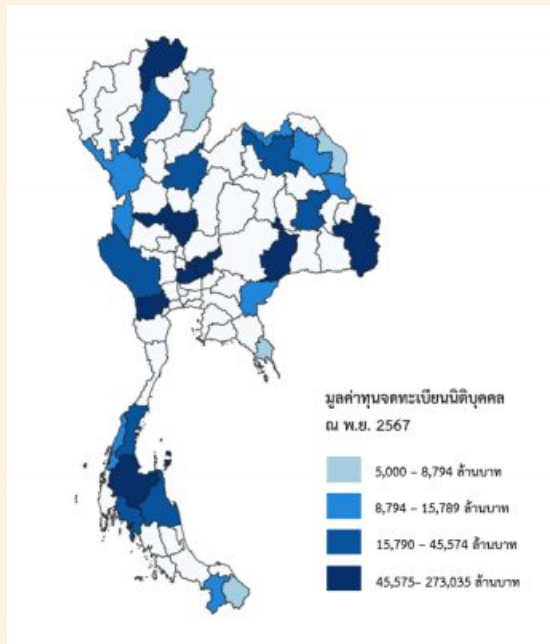 มูลค่าทุนจดทะเบียนนิติบุคคล
ณ พ.ย. 2567
5,000 – 8,794 ล้านบาท
8,794 – 15,789 ล้านบาท
15,790 – 45,574 ล้านบาท
45,575– 273,035 ล้านบาท